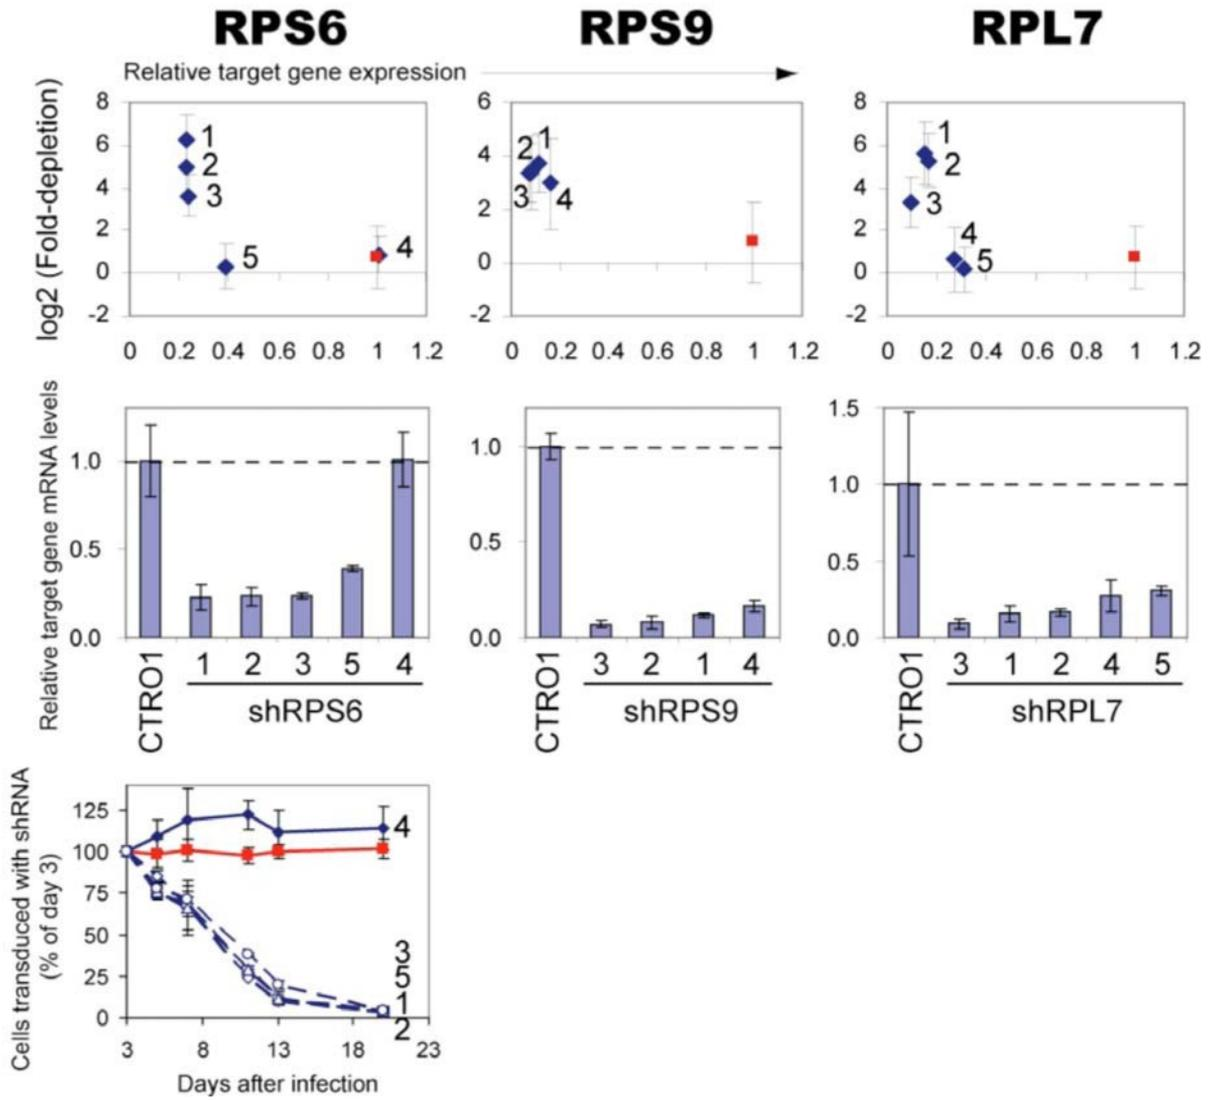 RPS6 RPS9 RPL7
Relative target gene expression
log2 (Fold-depletion)
8
6
4
2
0
-2
1
2
3
5
4
0 0.2 0.4 0.6 0.8 1 1.2
6
4
2
0
-2
2 1
3 4
0 0.2 0.4 0.6 0.8 1 1.2
8
6
4
2
0
-2
1
2
3
4
5
0 0.2 0.4 0.6 0.8 1 1.2
Relative target gene mRNA levels
1.0
0.5
0.0
CTRO1 1 2 3 5 4
shRPS6
1.0
0.5
0.0
CTRO1 3 2 1 4
shRPS9
1.5
1.0
0.5
0.0
CTRO1 3 1 2 4 5
shRPL7
Cells transduced with shRNA
(% of day 3)
125
100
75
50
25
0
4
3
5
1
2
3 8 13 18 23
Days after infection